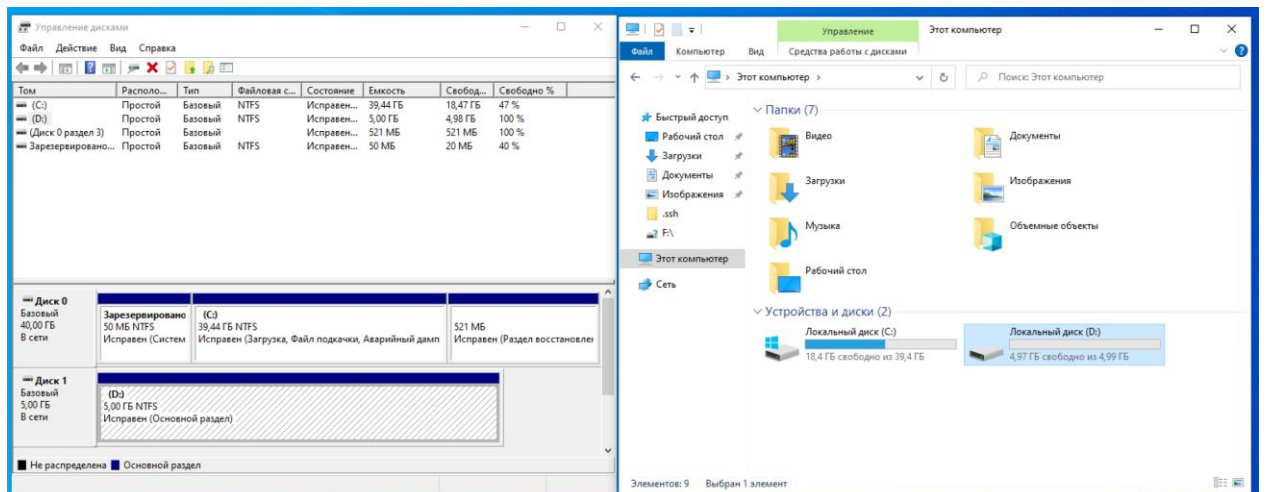 Управление дисками
Файл Действие Вид Справка
Том Располо... Тип Файловая с... Состояние Емкость Свобод... Свободно %
(C:) Простой Базовый NTFS Исправен... 39,44 ГБ 18,47 ГБ 47 %
(D:) Простой Базовый NTFS Исправен... 5,00 ГБ 4,98 ГБ 100 %
(Диск 0 раздел 3) Простой Базовый Исправен... 521 МБ 521 МБ 100 %
Зарезервировано... Простой Базовый NTFS Исправен... 50 МБ 20 МБ 40 %
Диск 0
Базовый
40,00 ГБ
В сети
Зарезервировано
50 МБ NTFS
Исправен (Систем
(C:)
39,44 ГБ NTFS
Исправен (Загрузка, Файл подкачки, Аварийный дамп
521 МБ
Исправен (Раздел восстановлен
Диск 1
Базовый
5,00 ГБ
В сети
(D:)
5,00 ГБ NTFS
Исправен (Основной раздел)
Не распределена Основной раздел
Управление Этот компьютер
Файл Компьютер Вид Средства работы с дисками
Этот компьютер Поиск: Этот компьютер
Быстрый доступ
Рабочий стол
Загрузки
Документы
Изображения
.ssh
F:\
Этот компьютер
Сеть
Папки (7)
Видео Документы
Загрузки Изображения
Музыка Объемные объекты
Рабочий стол
Устройства и диски (2)
Локальный диск (C:) Локальный диск (D:)
18,4 ГБ свободно из 39,4 ГБ 4,97 ГБ свободно из 4,99 ГБ
Элементов: 9 Выбран 1 элемент